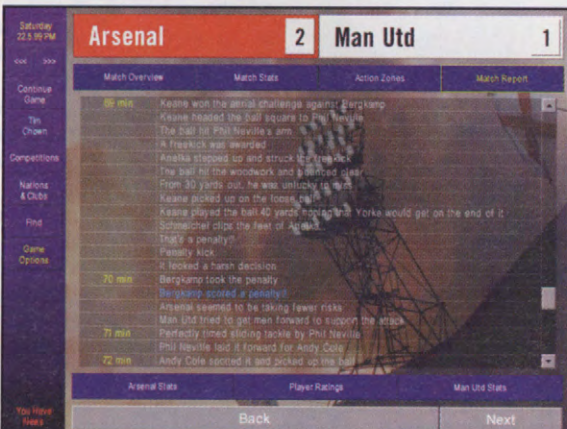 Saturday
22.5.99 PM
<<< >>>
Continue
Game
Tim
Chown
Competitions
Nations
& Clubs
Find
Game
Options
You Have
News
Arsenal 2 Man Utd 1
Match Overview Match Stats Action Zones Match Report
69 min Keane won the aerial challenge against Bergkamp
Keane headed the ball square to Phil Neville
The ball hit Phil Neville's arm
A freekick was awarded
Anelka stepped up and struck the freekick
The ball hit the woodwork and bounced clear
From 30 yards out, he was unlucky to miss
Keane picked up on the loose ball
Keane played the ball 40 yards hoping that Yorke would get on the end of it
Schmeichel clips the feet of Anelka
That's a penalty!!
Penalty kick
It looked a harsh decision
70 min Bergkamp took the penalty
Bergkamp scored a penalty!!
Arsenal seemed to be taking fewer risks
Man Utd tried to get men forward to support the attack
71 min Perfectly timed sliding tackle by Phil Neville
Phil Neville laid it forward for Andy Cole
72 min Andy Cole spotted it and picked up the ball
Arsenal Stats Player Ratings Man Utd Stats
Back Next